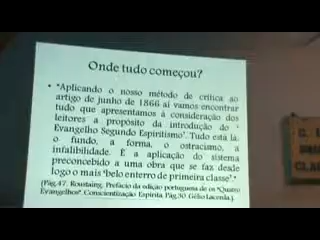 Onde tudo começou?
• "Aplicando o nosso método de crítica ao
artigo de junho de 1866 aí vamos encontrar
tudo que apresentamos à consideração dos
leitores a propósito da introdução do '
Evangelho Segundo Espiritismo'. Tudo está lá,
o fundo, a forma, o ostracismo, a
infalibilidade. É a aplicação do sistema
preconcebido a uma obra que se faz desde
logo o mais 'belo enterro de primeira classe'."
(Pág.47. Roustaing. Prefácio da edição portuguesa de os "Quatro
Evangelhos". Conscientização Espírita. Pág.30. Gélio Lacerda.).